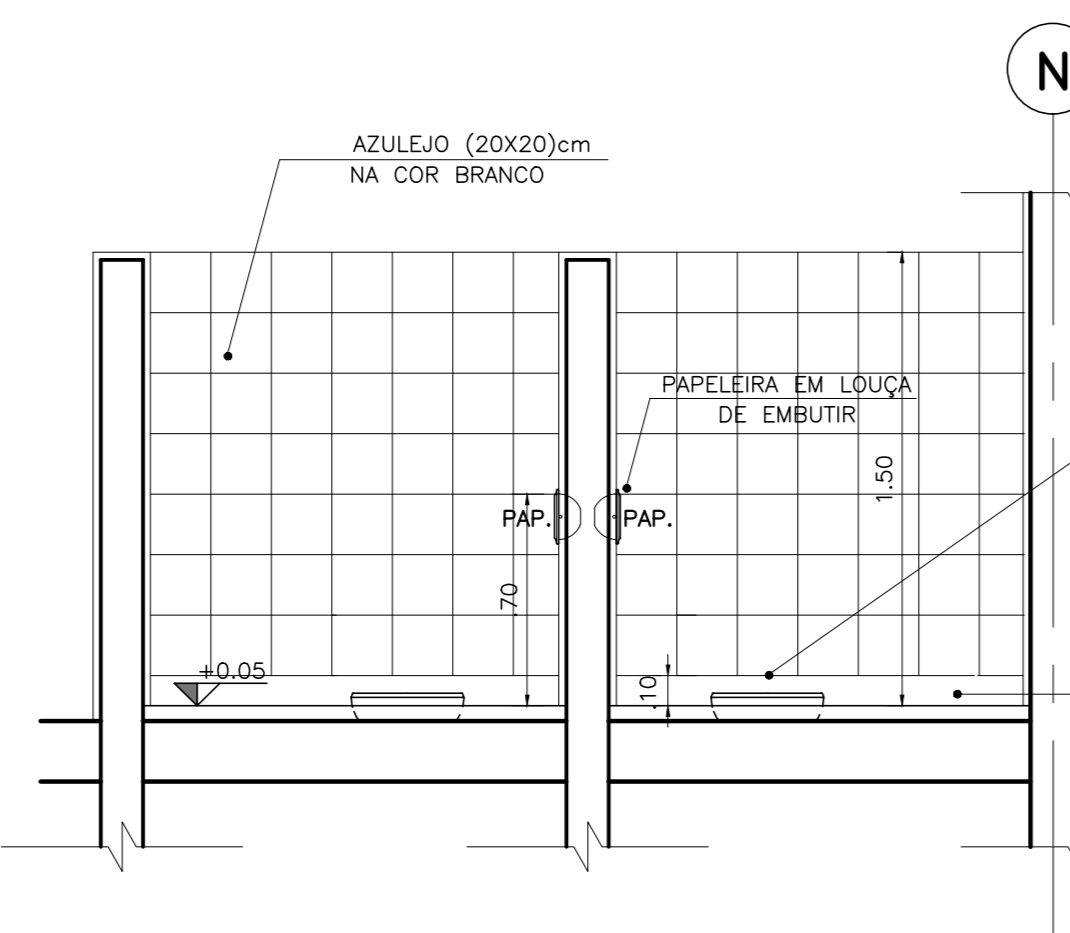 N
AZULEJO (20X20)cm
NA COR BRANCO
PAPELEIRA EM LOUÇA
DE EMBUTIR
1.50
PAP.
PAP.
.70
+0.05
.10